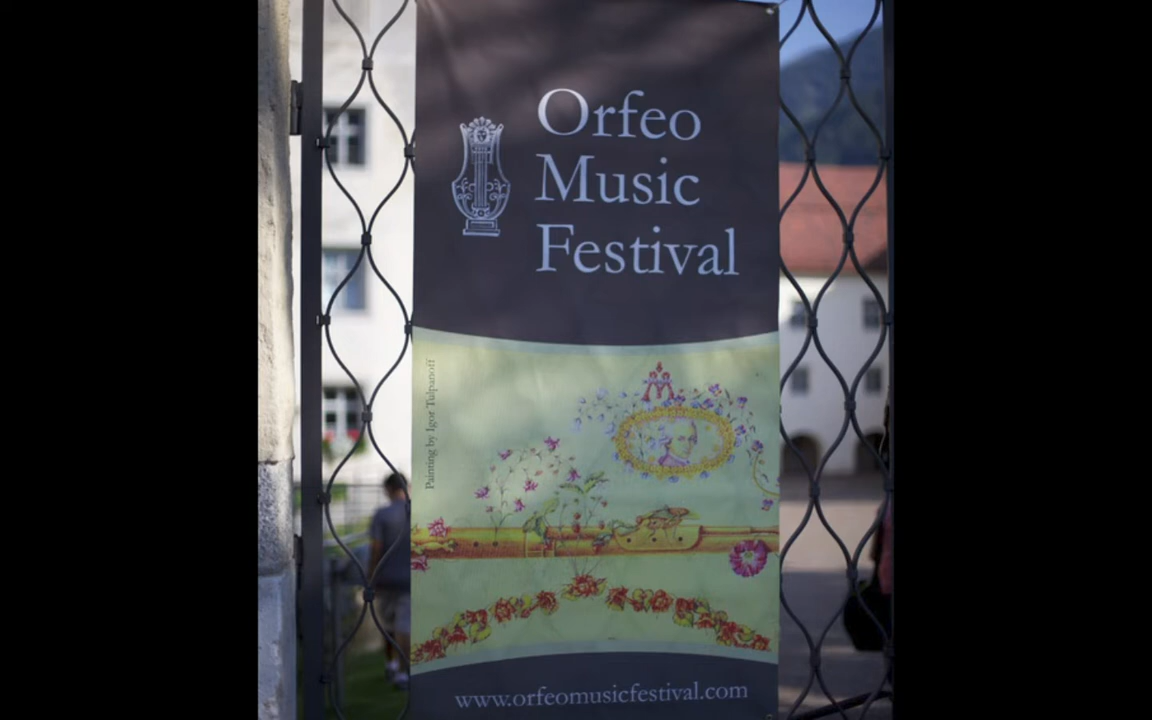 Orfeo
Music
Festival
Painting by Igor Tulpanoff
www.orfeomusicfestival.com